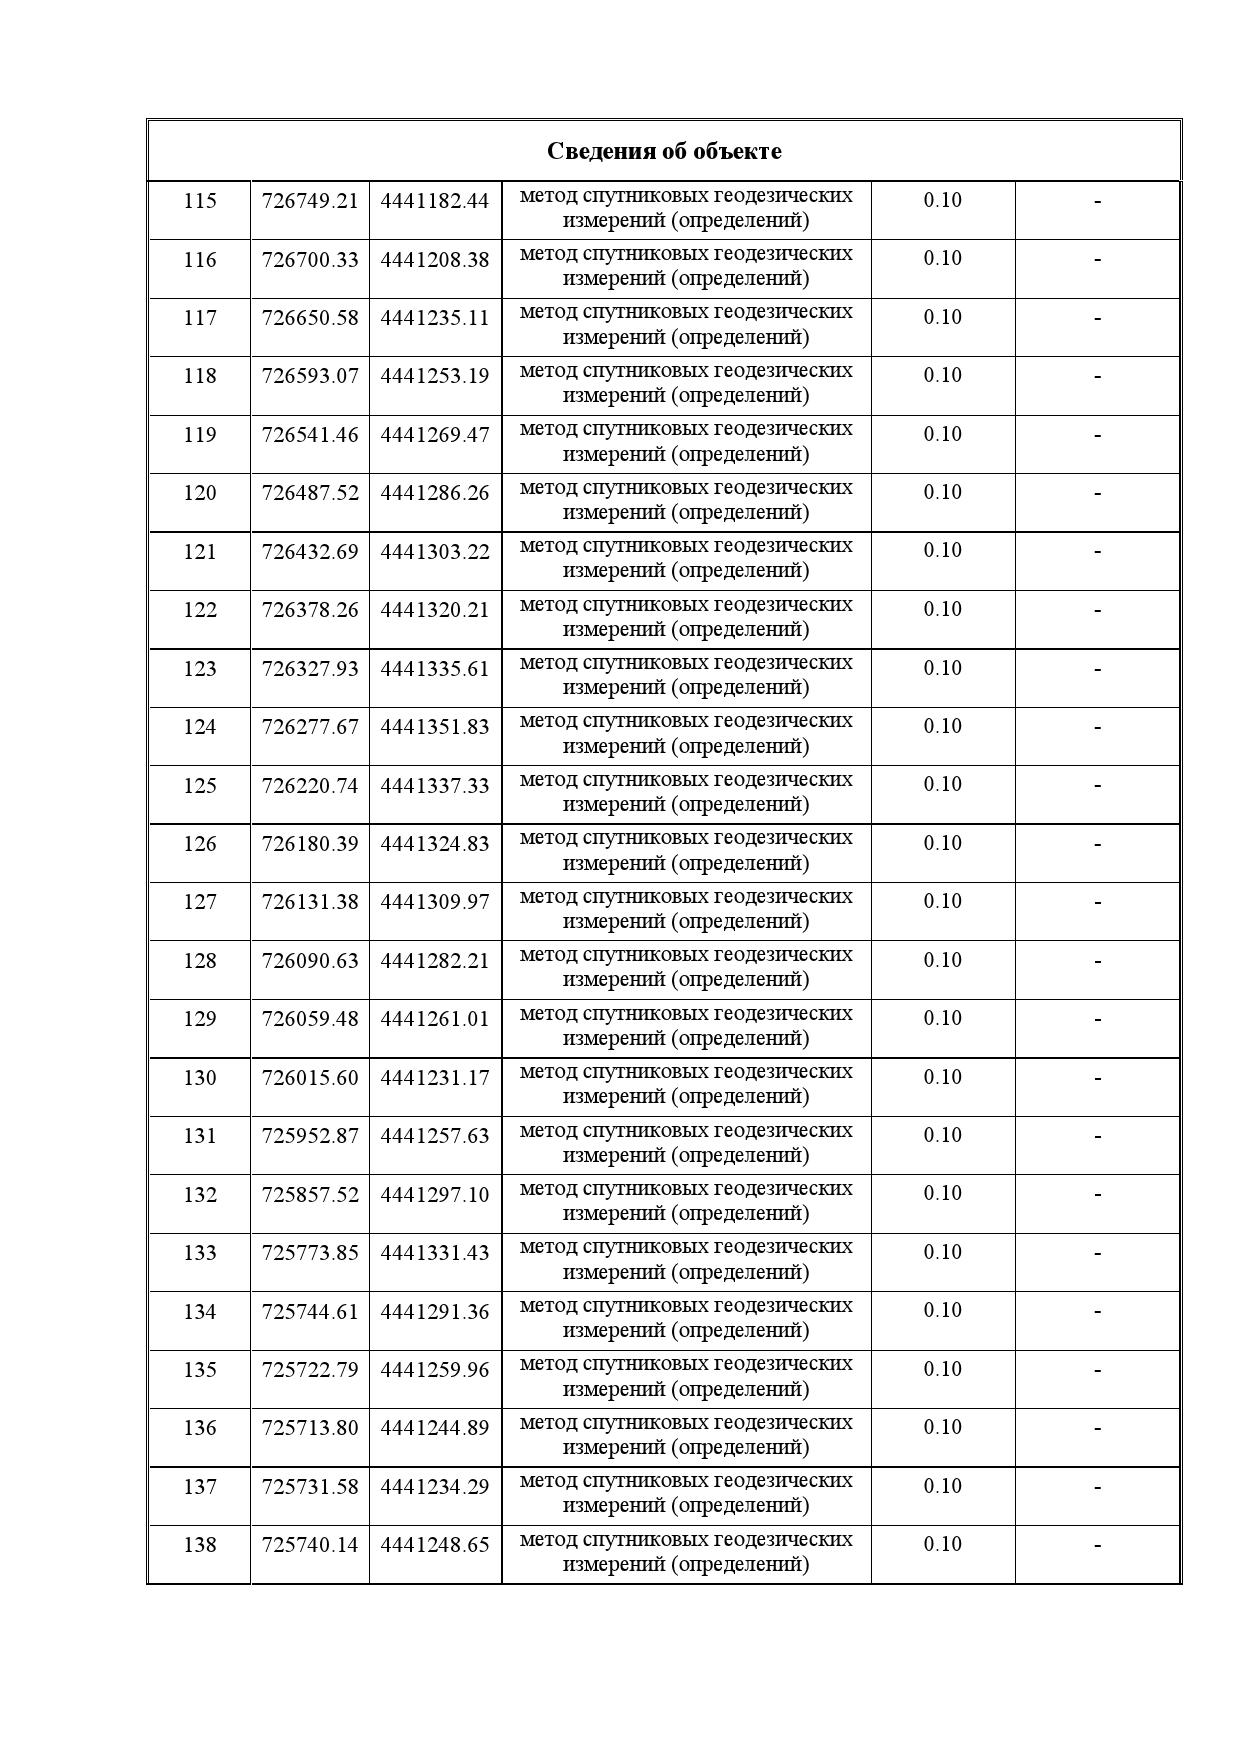 Сведения об объекте
115 726749.21 4441182.44 метод спутниковых геодезических 0.10 -
измерений (определений)
116 726700.33 4441208.38 метод спутниковых геодезических 0.10 -
измерений (определений)
117 726650.58 4441235.11 метод спутниковых геодезических 0.10 -
измерений (определений)
118 726593.07 4441253.19 метод спутниковых геодезических 0.10 -
измерений (определений)
119 726541.46 4441269.47 метод спутниковых геодезических 0.10 -
измерений (определений)
120 726487.52 4441286.26 метод спутниковых геодезических 0.10 -
измерений (определений)
121 726432.69 4441303.22 метод спутниковых геодезических 0.10 -
измерений (определений)
122 726378.26 4441320.21 метод спутниковых геодезических 0.10 -
измерений (определений)
123 726327.93 4441335.61 метод спутниковых геодезических 0.10 -
измерений (определений)
124 726277.67 4441351.83 метод спутниковых геодезических 0.10 -
измерений (определений)
125 726220.74 4441337.33 метод спутниковых геодезических 0.10 -
измерений (определений)
126 726180.39 4441324.83 метод спутниковых геодезических 0.10 -
измерений (определений)
127 726131.38 4441309.97 метод спутниковых геодезических 0.10 -
измерений (определений)
128 726090.63 4441282.21 метод спутниковых геодезических 0.10 -
измерений (определений)
129 726059.48 4441261.01 метод спутниковых геодезических 0.10 -
измерений (определений)
130 726015.60 4441231.17 метод спутниковых геодезических 0.10 -
измерений (определений)
131 725952.87 4441257.63 метод спутниковых геодезических 0.10 -
измерений (определений)
132 725857.52 4441297.10 метод спутниковых геодезических 0.10 -
измерений (определений)
133 725773.85 4441331.43 метод спутниковых геодезических 0.10 -
измерений (определений)
134 725744.61 4441291.36 метод спутниковых геодезических 0.10 -
измерений (определений)
135 725722.79 4441259.96 метод спутниковых геодезических 0.10 -
измерений (определений)
136 725713.80 4441244.89 метод спутниковых геодезических 0.10 -
измерений (определений)
137 725731.58 4441234.29 метод спутниковых геодезических 0.10 -
измерений (определений)
138 725740.14 4441248.65 метод спутниковых геодезических 0.10 -
измерений (определений)